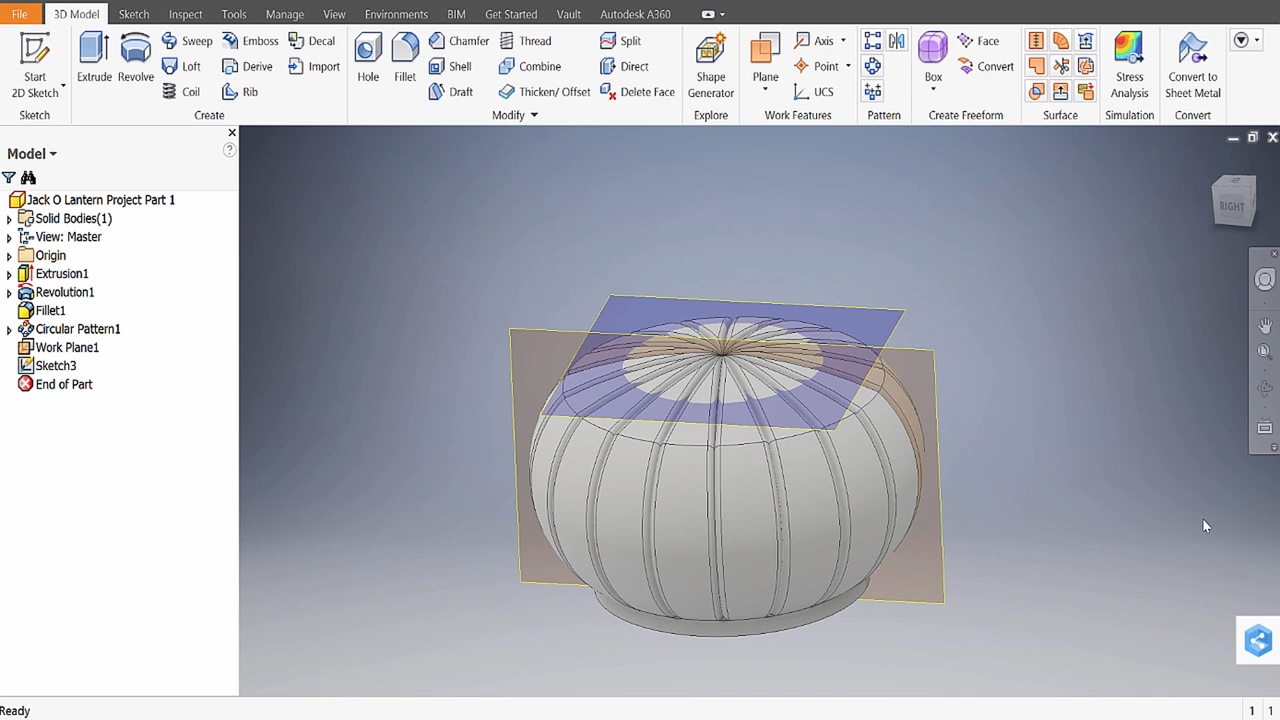 File 3D Model Sketch Inspect Tools Manage View Environments BIM Get Started Vault Autodesk A360
Start
2D Sketch
Sketch
Extrude
Revolve
Sweep
Loft
Coil
Emboss
Derive
Rib
Decal
Import
Create
Hole
Fillet
Chamfer
Shell
Draft
Thread
Combine
Thicken/ Offset
Split
Direct
Delete Face
Modify
Shape
Generator
Explore
Plane
Axis
Point
UCS
Work Features
Pattern
Box
Face
Convert
Create Freeform
Surface
Stress
Analysis
Simulation
Convert to
Sheet Metal
Convert
Model
Jack O Lantern Project Part 1
Solid Bodies(1)
View: Master
Origin
Extrusion1
Revolution1
Fillet1
Circular Pattern1
Work Plane1
Sketch3
End of Part
RIGHT
Ready
1 1